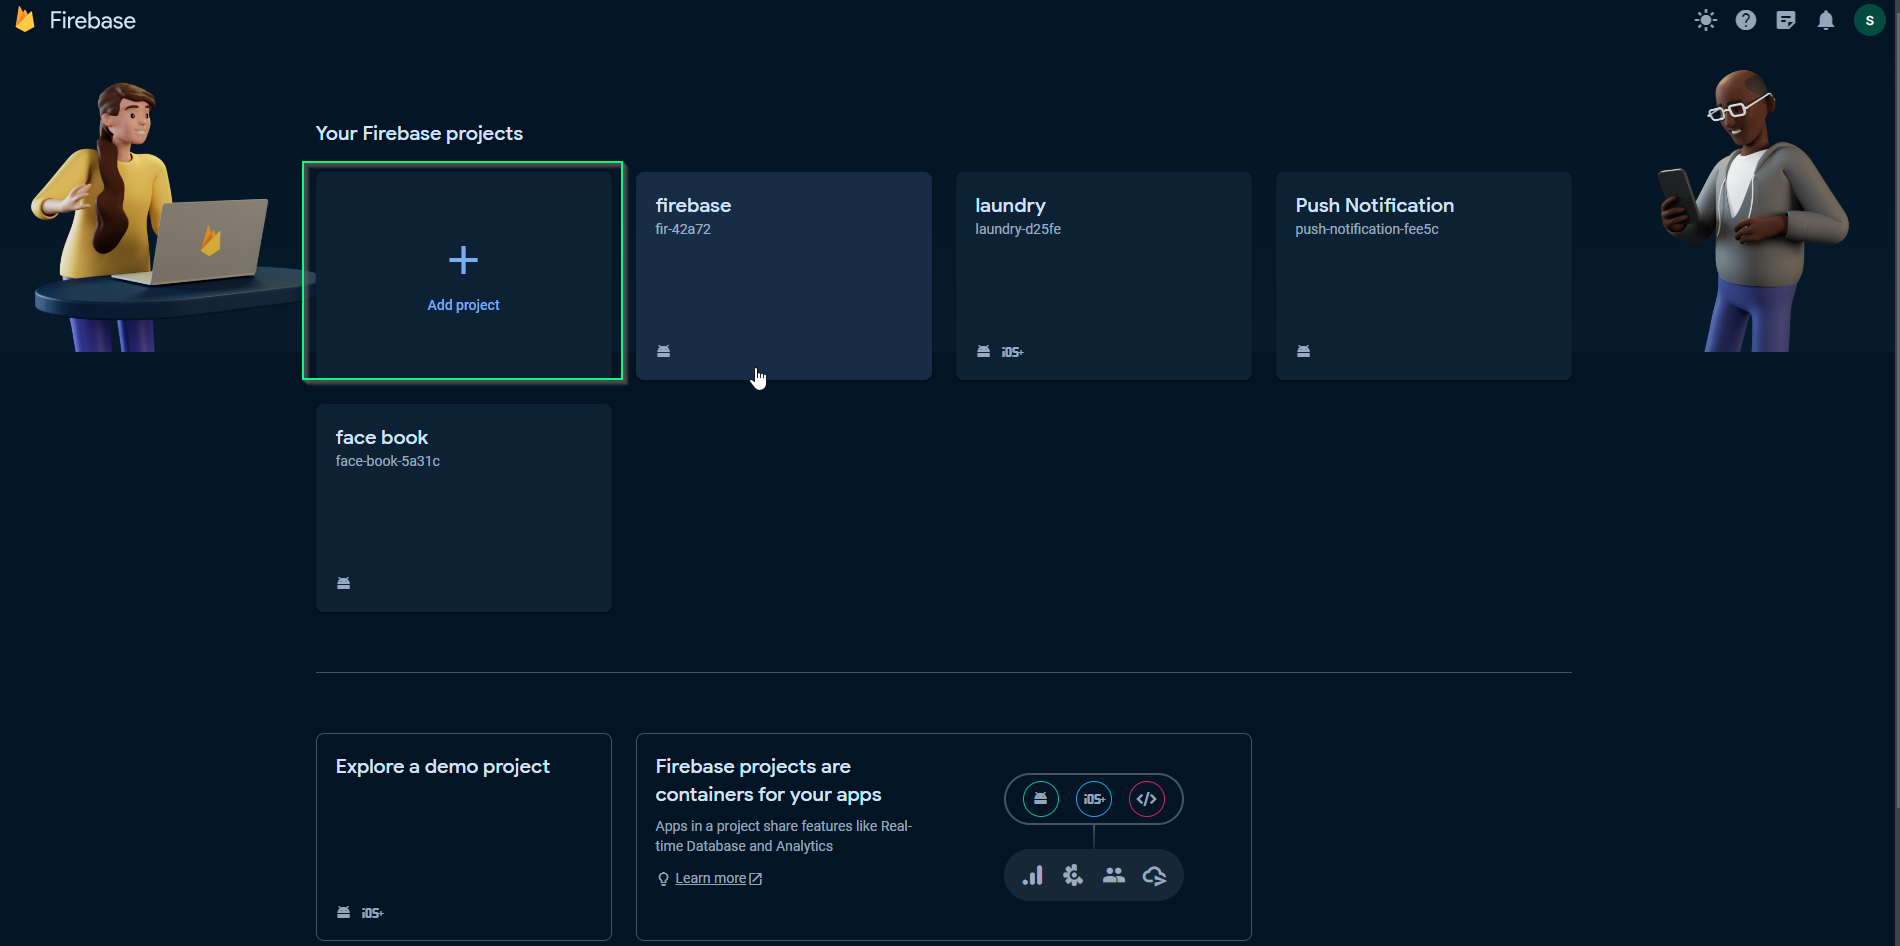 Firebase
S
Your Firebase projects
Add project
firebase
fir-42a72
laundry
laundry-d25fe
iOS+
Push Notification
push-notification-fee5c
face book
face-book-5a31c
Explore a demo project
iOS+
Firebase projects are
containers for your apps
Apps in a project share features like Real-
time Database and Analytics
Learn more
iOS+